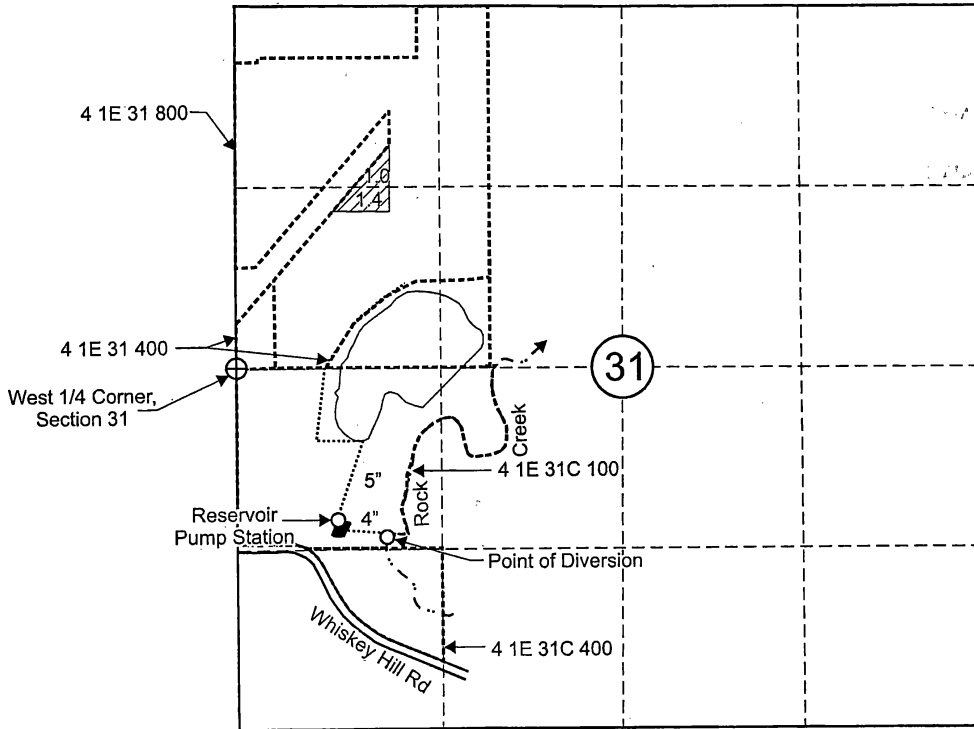 4 1E 31 800
1.0
1.4
4 1E 31 400
31
West 1/4 Corner,
Section 31
Creek
5"
4 1E 31C 100
Rock
Reservoir
Pump Station
4"
Point of Diversion
Whiskey Hill Rd
4 1E 31C 400